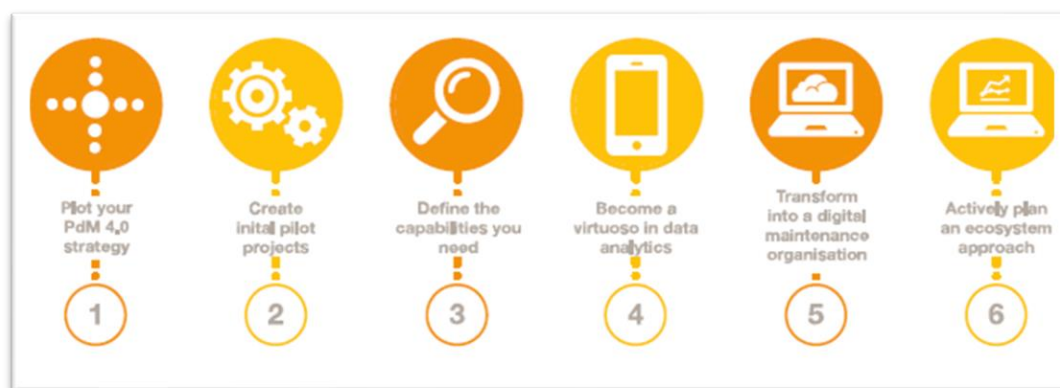 Plot your
PdM 4.0
strategy
1
Create
inital pilot
projects
2
Define the
capabilities you
need
3
Become a
virtuoso in data
analytics
4
Transform
into a digital
maintenance
organisation
5
Actively plan
an ecosystem
approach
6